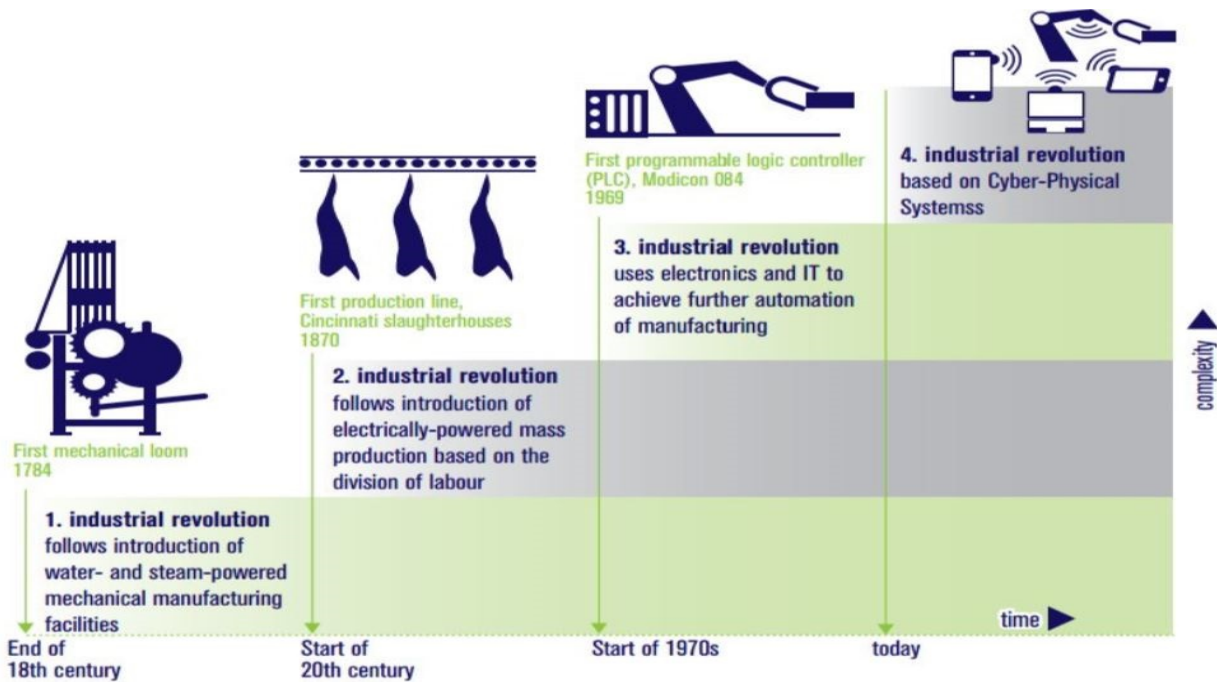 First mechanical loom
1784
1. industrial revolution
follows introduction of
water- and steam-powered
mechanical manufacturing
facilities
End of
18th century
First production line,
Cincinnati slaughterhouses
1870
2. industrial revolution
follows introduction of
electrically-powered mass
production based on the
division of labour
Start of
20th century
First programmable logic controller
(PLC), Modicon 084
1969
3. industrial revolution
uses electronics and IT to
achieve further automation
of manufacturing
Start of 1970s
4. industrial revolution
based on Cyber-Physical
Systemss
today
time
complexity